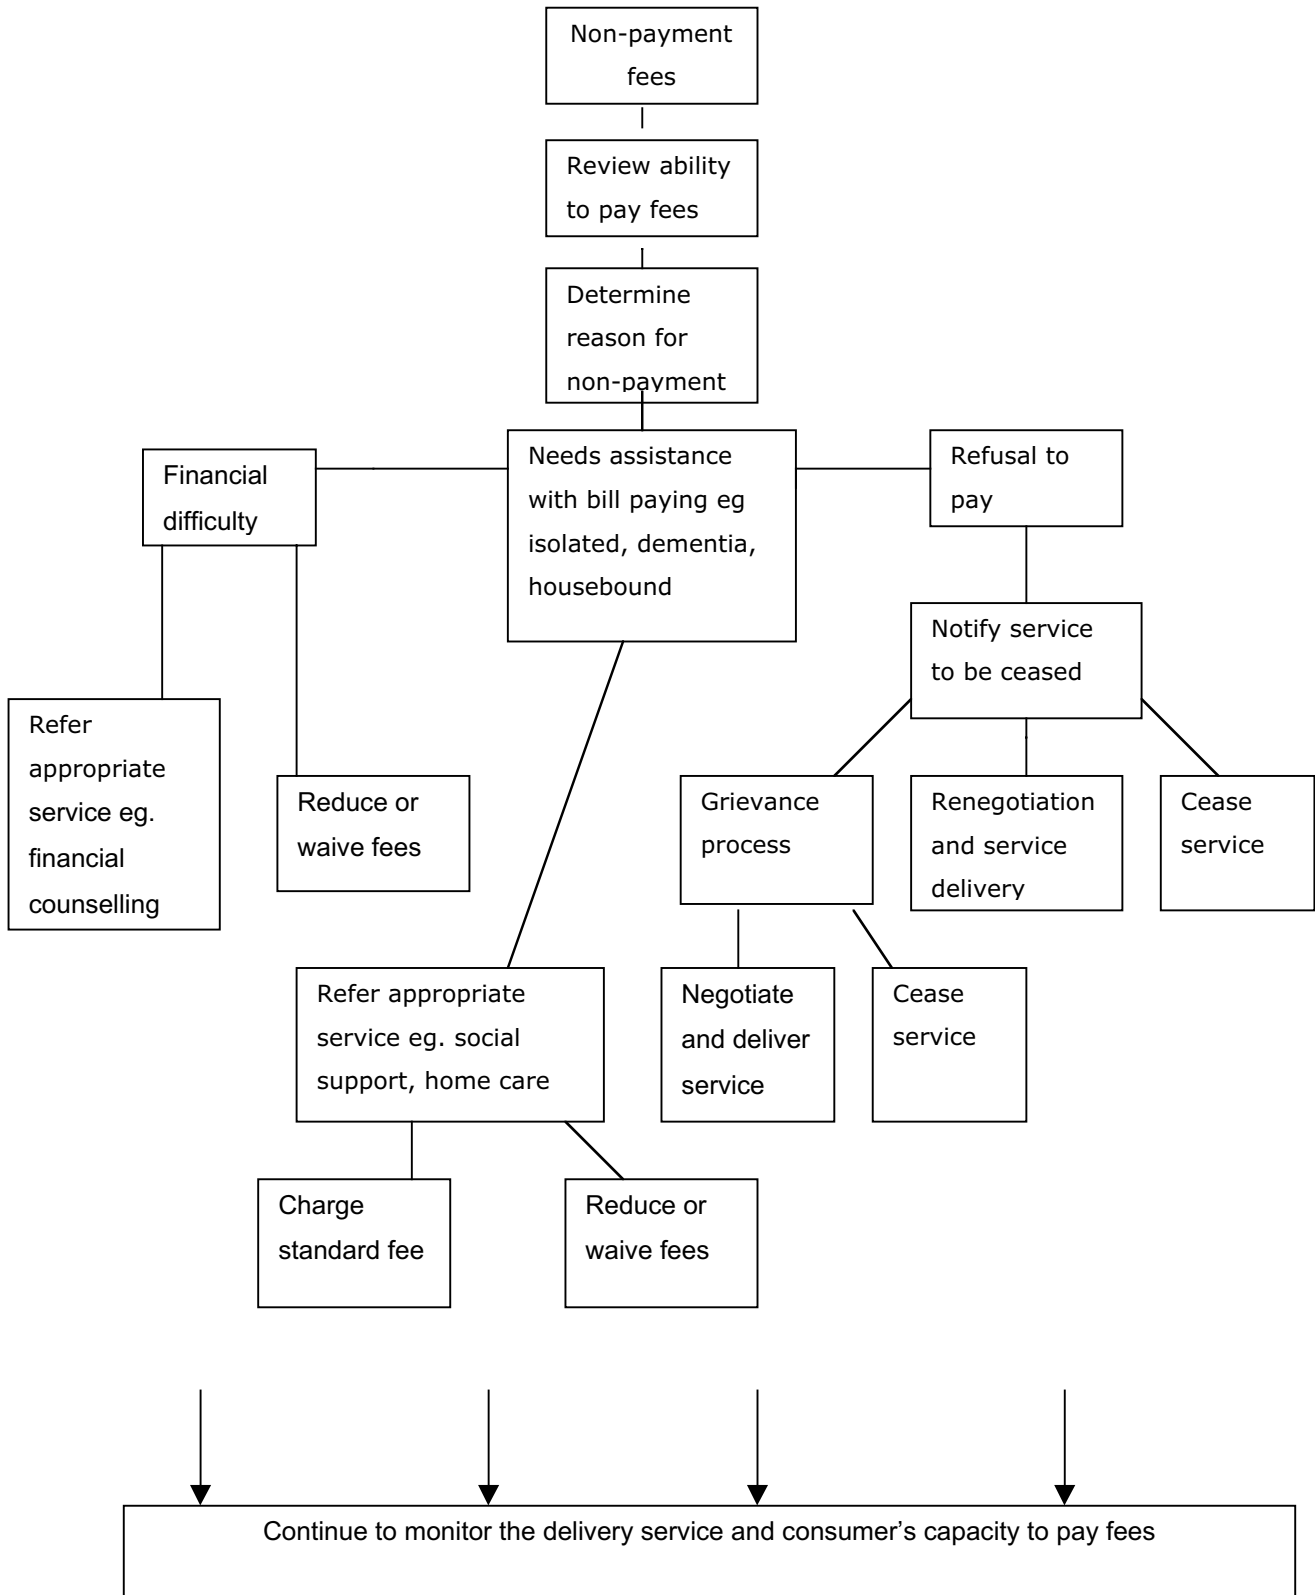 Non-payment
fees
Review ability
to pay fees
Determine
reason for
non-payment
Financial
difficulty
Needs assistance
with bill paying eg
isolated, dementia,
housebound
Refusal to
pay
Notify service
to be ceased
Refer
appropriate
service eg.
financial
counselling
Reduce or
waive fees
Grievance
process
Renegotiation
and service
delivery
Cease
service
Refer appropriate
service eg. social
support, home care
Negotiate
and deliver
service
Cease
service
Charge
standard fee
Reduce or
waive fees
Continue to monitor the delivery service and consumer’s capacity to pay fees